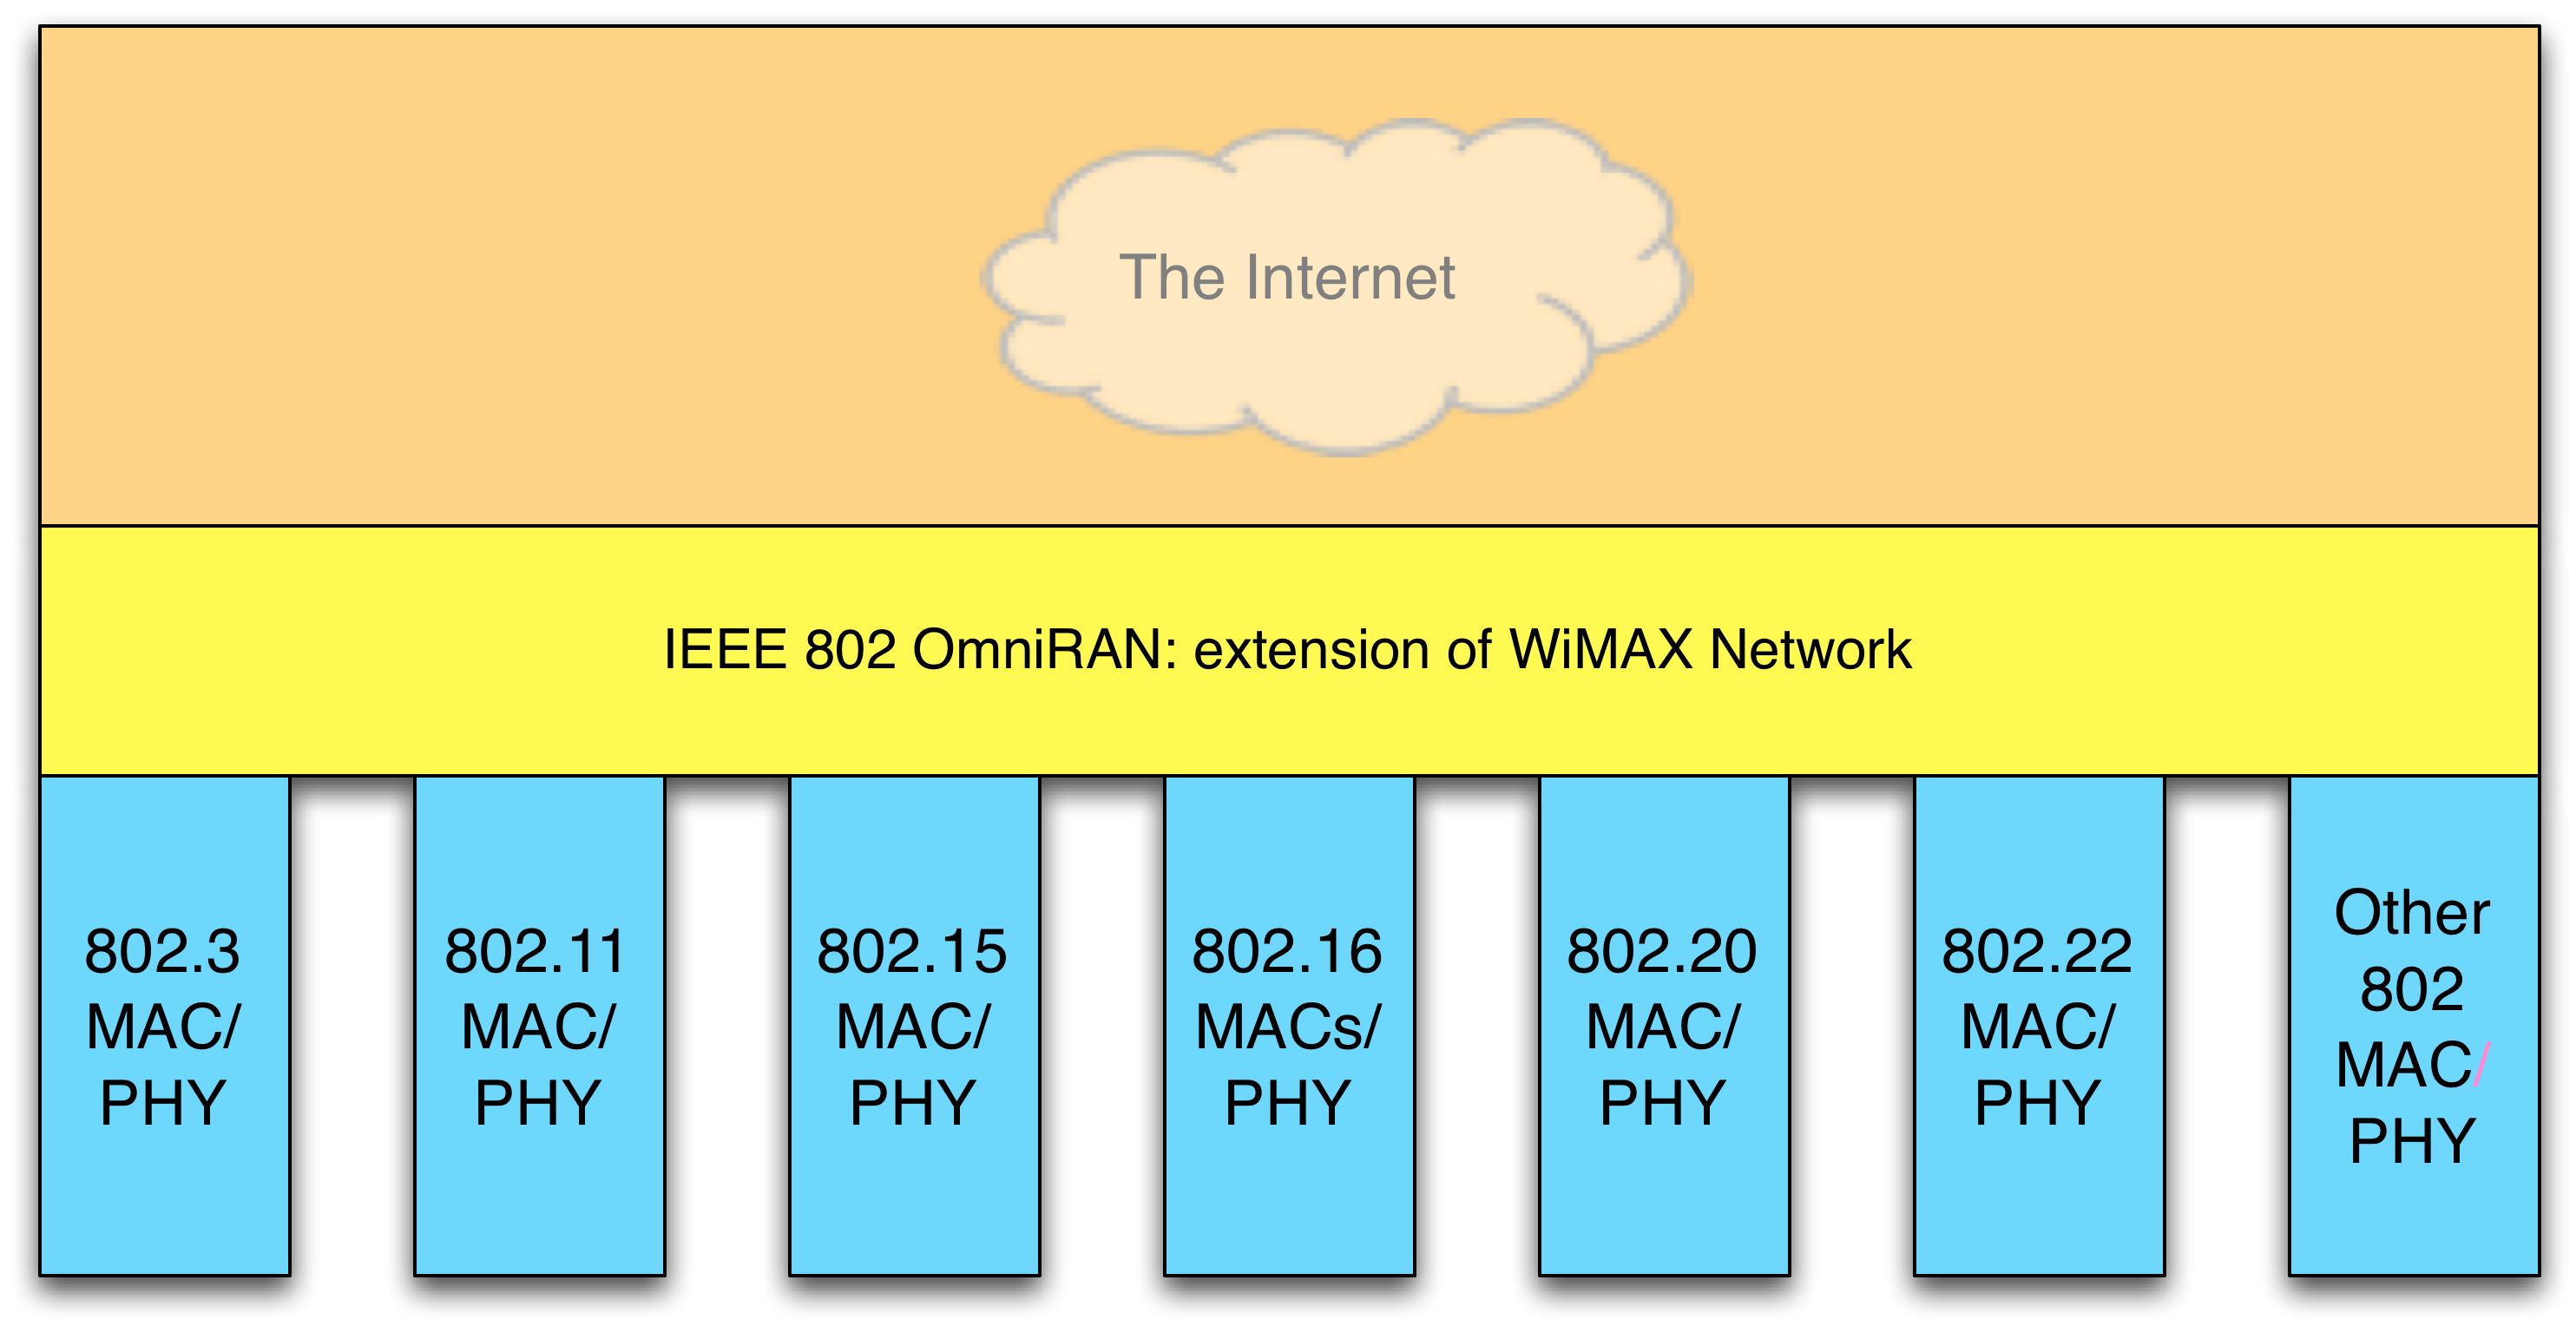 The Internet
IEEE 802 OmniRAN: extension of WiMAX Network
802.3
MAC/
PHY
802.11
MAC/
PHY
802.15
MAC/
PHY
802.16
MACs/
PHY
802.20
MAC/
PHY
802.22
MAC/
PHY
Other
802
MAC/
PHY